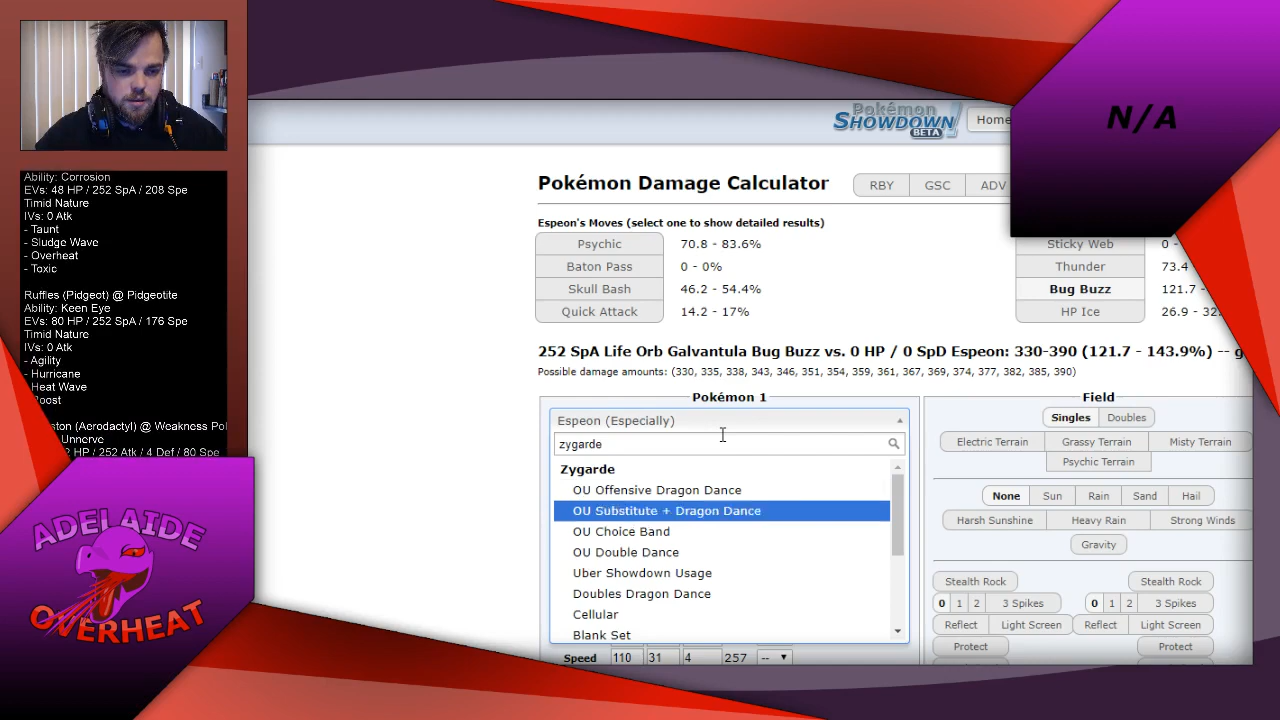 Ability: Corrosion
EVs: 48 HP / 252 SpA / 208 Spe
Timid Nature
IVs: 0 Atk
- Taunt
- Sludge Wave
- Overheat
- Toxic
Ruffles (Pidgeot) @ Pidgeotite
Ability: Keen Eye
EVs: 80 HP / 252 SpA / 176 Spe
Timid Nature
IVs: 0 Atk
- Agility
- Hurricane
- Heat Wave
(Aerodactyl) @ Weakness
Unnerve
252 Atk / 4 Def / 80 Spe
ADELAIDE
OVERHEAT
Pokémon
SHOWDOWN
BETA
Home
N/A
Pokémon Damage Calculator
RBY GSC ADV
Espeon's Moves (select one to show detailed results)
Psychic 70.8 - 83.6%
Baton Pass 0 - 0%
Skull Bash 46.2 - 54.4%
Quick Attack 14.2 - 17%
Sticky Web 0 -
Thunder 73.4
Bug Buzz 121.7 -
HP Ice 26.9 -
252 SpA Life Orb Galvantula Bug Buzz vs. 0 HP / 0 SpD Espeon: 330-390 (121.7 - 143.9%) --
Possible damage amounts: (330, 335, 338, 343, 346, 351, 354, 359, 361, 367, 369, 374, 377, 382, 385, 390)
Pokémon 1
Espeon (Especially)
zygarde
Zygarde
OU Offensive Dragon Dance
OU Substitute + Dragon Dance
OU Choice Band
OU Double Dance
Uber Showdown Usage
Doubles Dragon Dance
Cellular
Blank Set
Speed 110 31 4 257 --
Field
Singles Doubles
Electric Terrain Grassy Terrain Misty Terrain
Psychic Terrain
None Sun Rain Sand Hail
Harsh Sunshine Heavy Rain Strong Winds
Gravity
Stealth Rock Stealth Rock
0 1 2 3 Spikes 0 1 2 3 Spikes
Reflect Light Screen Reflect Light Screen
Protect Protect